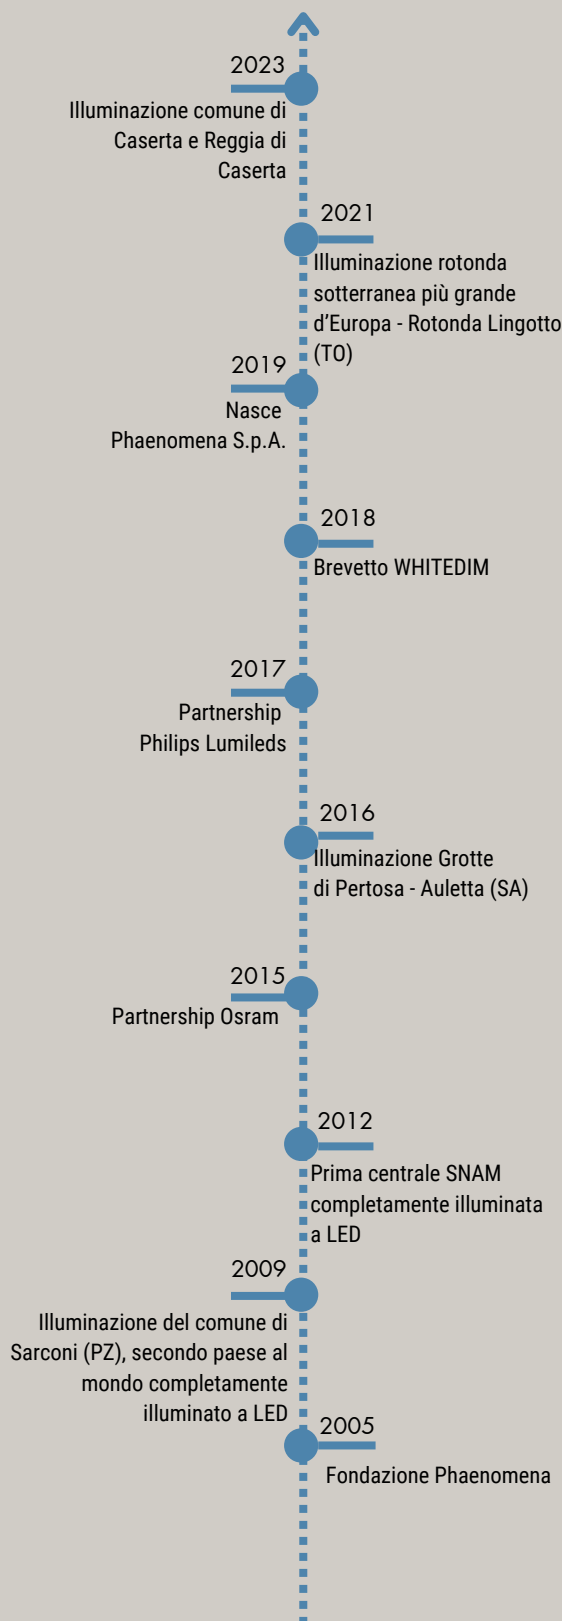 2023
Illuminazione comune di
Caserta e Reggia di
Caserta
2021
Illuminazione rotonda
sotterranea più grande
d’Europa - Rotonda Lingotto
(TO)
2019
Nasce
Phaenomena S.p.A.
2018
Brevetto WHITEDIM
2017
Partnership
Philips Lumileds
2016
Illuminazione Grotte
di Pertosa - Auletta (SA)
2015
Partnership Osram
2012
Prima centrale SNAM
completamente illuminata
a LED
2009
Illuminazione del comune di
Sarconi (PZ), secondo paese al
mondo completamente
illuminato a LED
2005
Fondazione Phaenomena